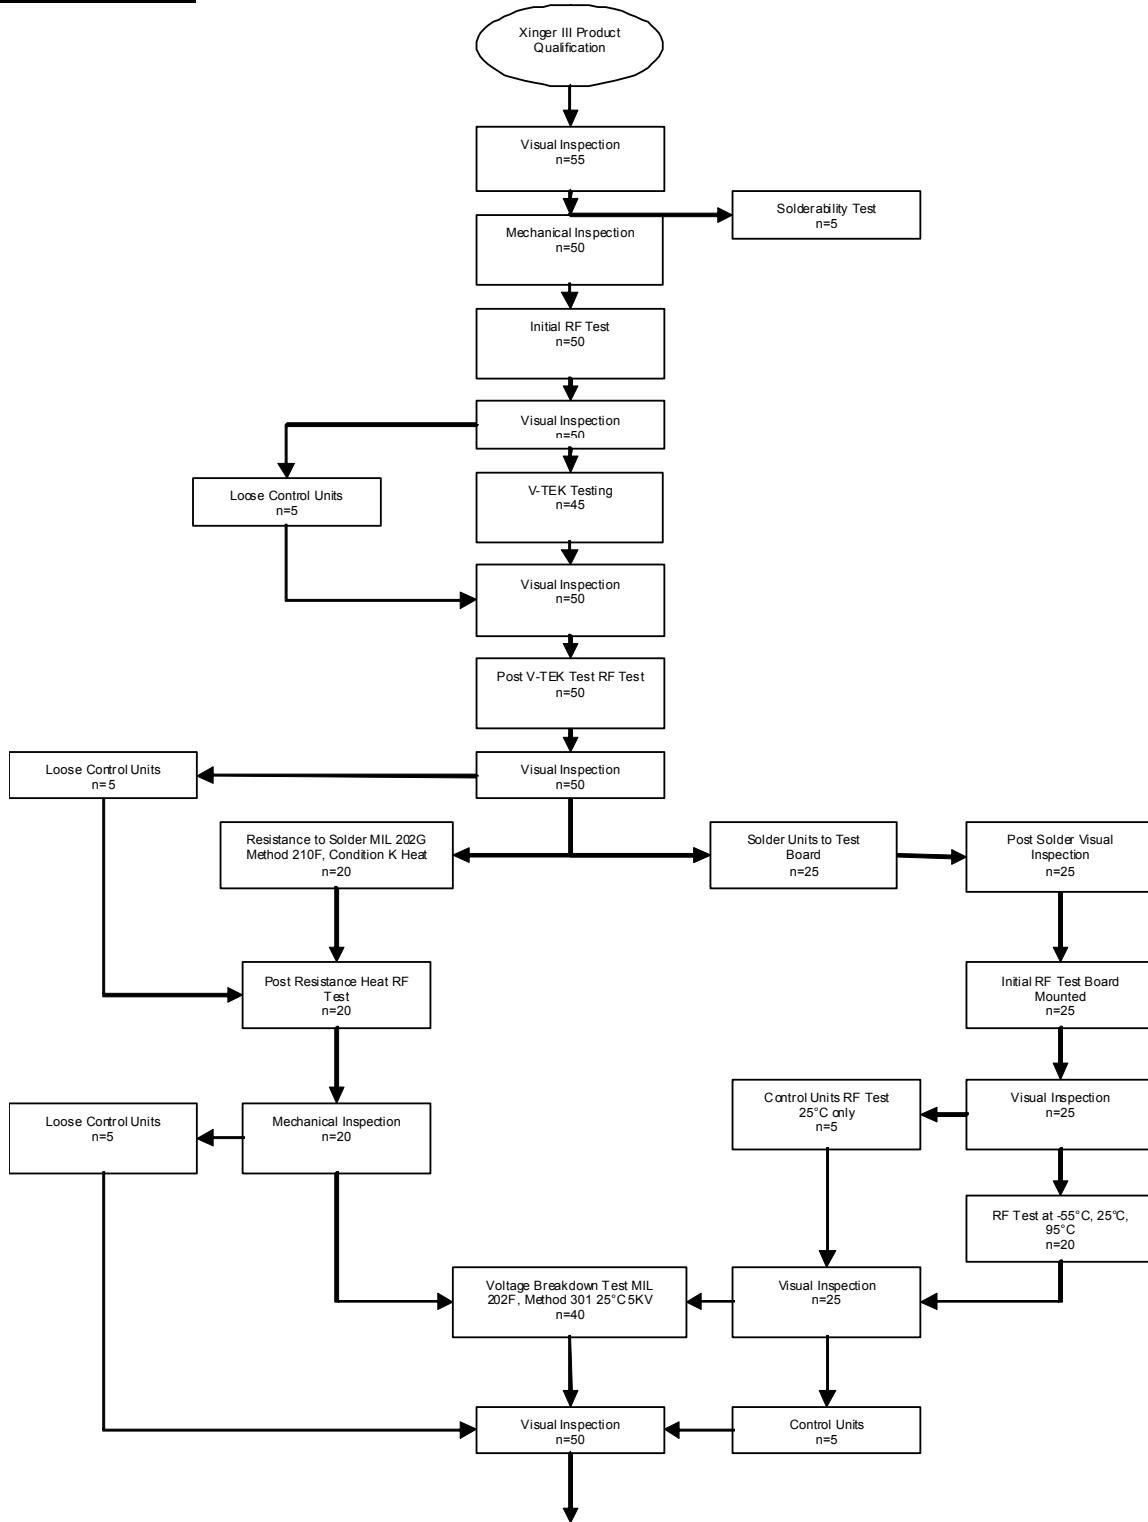 Xinger III Product
Qualification
Visual Inspection
n=55
Solderability Test
n=5
Mechanical Inspection
n=50
Initial RF Test
n=50
Visual Inspection
n=50
Loose Control Units
n=5
V-TEK Testing
n=45
Visual Inspection
n=50
Post V-TEK Test RF Test
n=50
Loose Control Units
n=5
Visual Inspection
n=50
Resistance to Solder MIL 202G
Method 210F, Condition K Heat
n=20
Solder Units to Test
Board
n=25
Post Solder Visual
Inspection
n=25
Post Resistance Heat RF
Test
n=20
Initial RF Test Board
Mounted
n=25
Loose Control Units
n=5
Mechanical Inspection
n=20
Control Units RF Test
25°C only
n=5
Visual Inspection
n=25
RF Test at -55°C, 25°C,
95°C
n=20
Voltage Breakdown Test MIL
202F, Method 301 25°C 5KV
n=40
Visual Inspection
n=25
Visual Inspection
n=50
Control Units
n=5